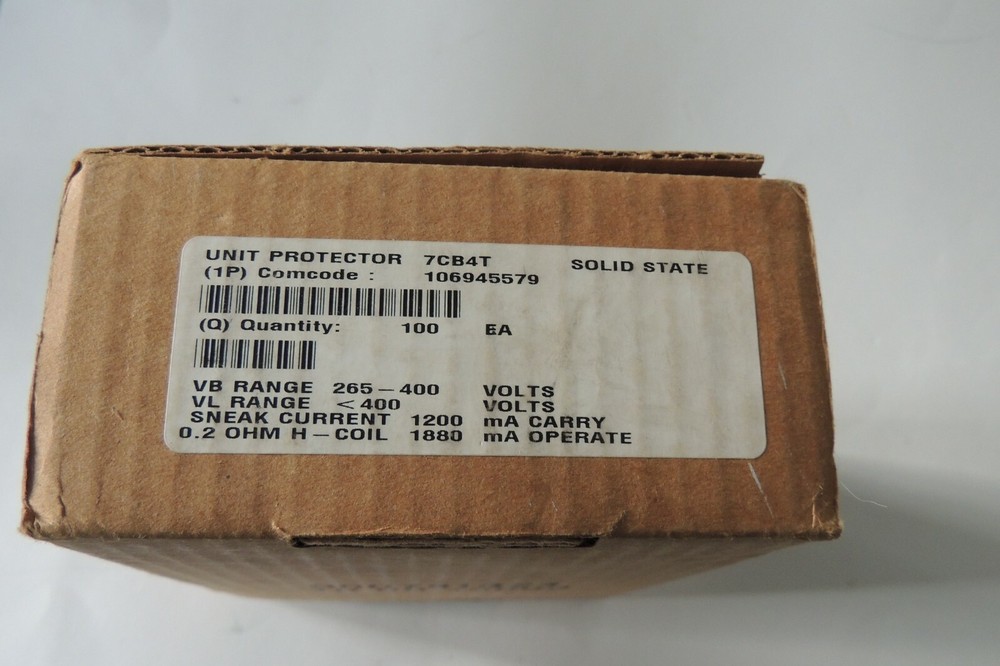 UNIT PROTECTOR 7CB4T SOLID STATE
(1P) Comcode : 106945579
(Q) Quantity: 100 EA
VB RANGE 265-400 VOLTS
VL RANGE <400 VOLTS
SNEAK CURRENT 1200 mA CARRY
0.2 OHM H-COIL 1880 mA OPERATE